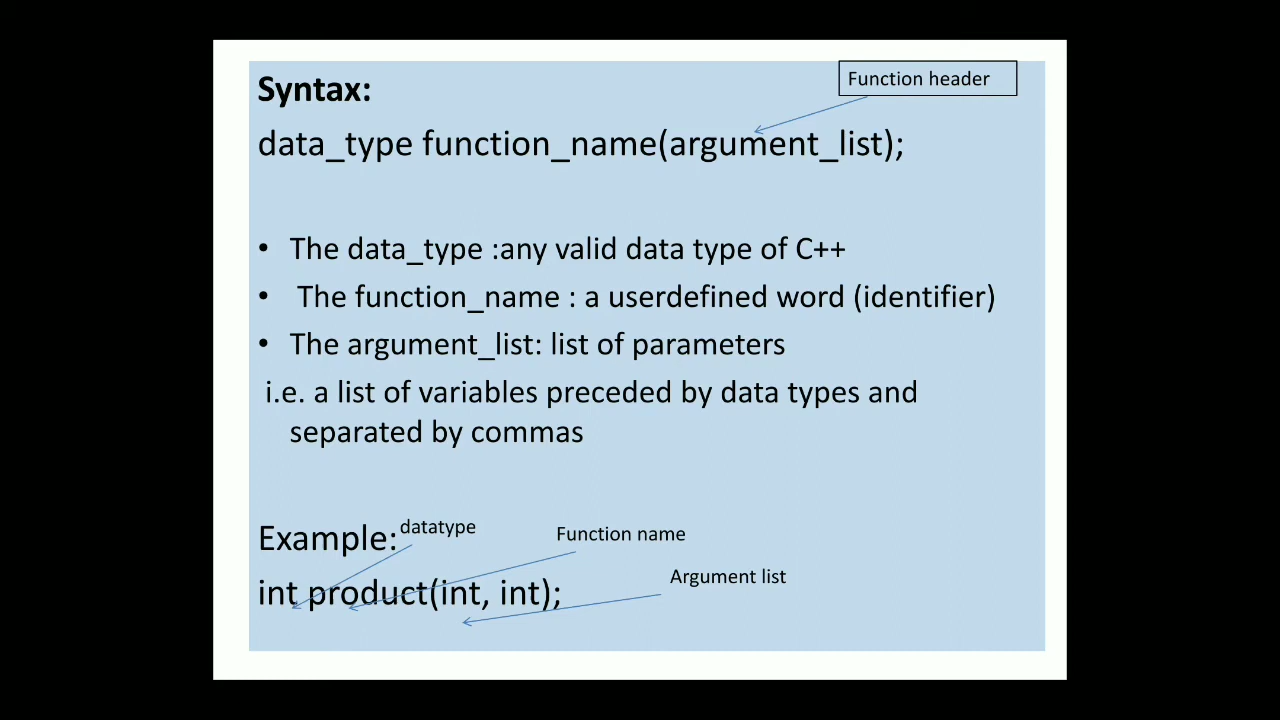 Syntax:
Function header
data_type function_name(argument_list);
• The data_type :any valid data type of C++
• The function_name : a userdefined word (identifier)
• The argument_list: list of parameters
i.e. a list of variables preceded by data types and
separated by commas
Example:
datatype
Function name
Argument list
int product(int, int);